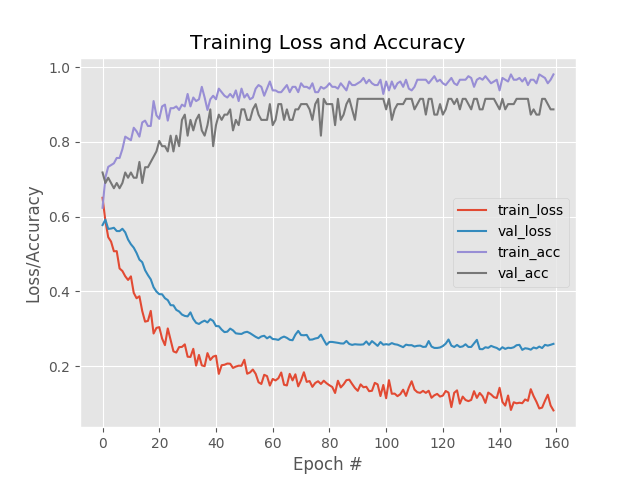 Training Loss and Accuracy
1.0
0.8
0.6
0.4
0.2
Loss/Accuracy
train_loss
val_loss
train_acc
val_acc
0 20 40 60 80 100 120 140 160
Epoch #